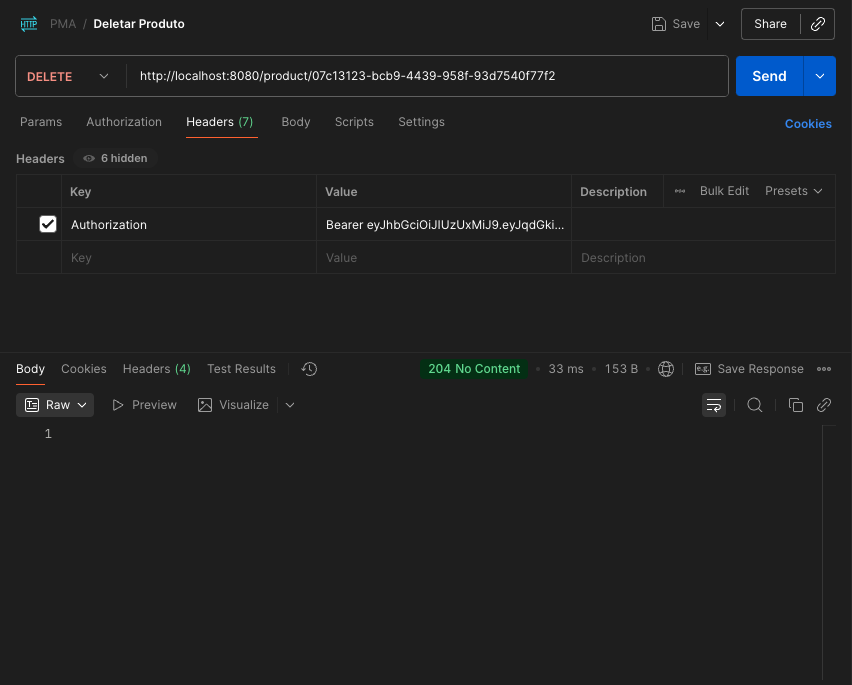 HTTP PMA / Deletar Produto Save Share
DELETE http://localhost:8080/product/07c13123-bcb9-4439-958f-93d7540f77f2 Send
Params Authorization Headers (7) Body Scripts Settings Cookies
Headers 6 hidden
Key Value Description Bulk Edit Presets
Authorization Bearer eyJhbGciOiJIUzUxMiJ9.eyJqdGki...
Key Value Description
Body Cookies Headers (4) Test Results 204 No Content • 33 ms • 153 B • e.g. Save Response
Raw Preview Visualize
1